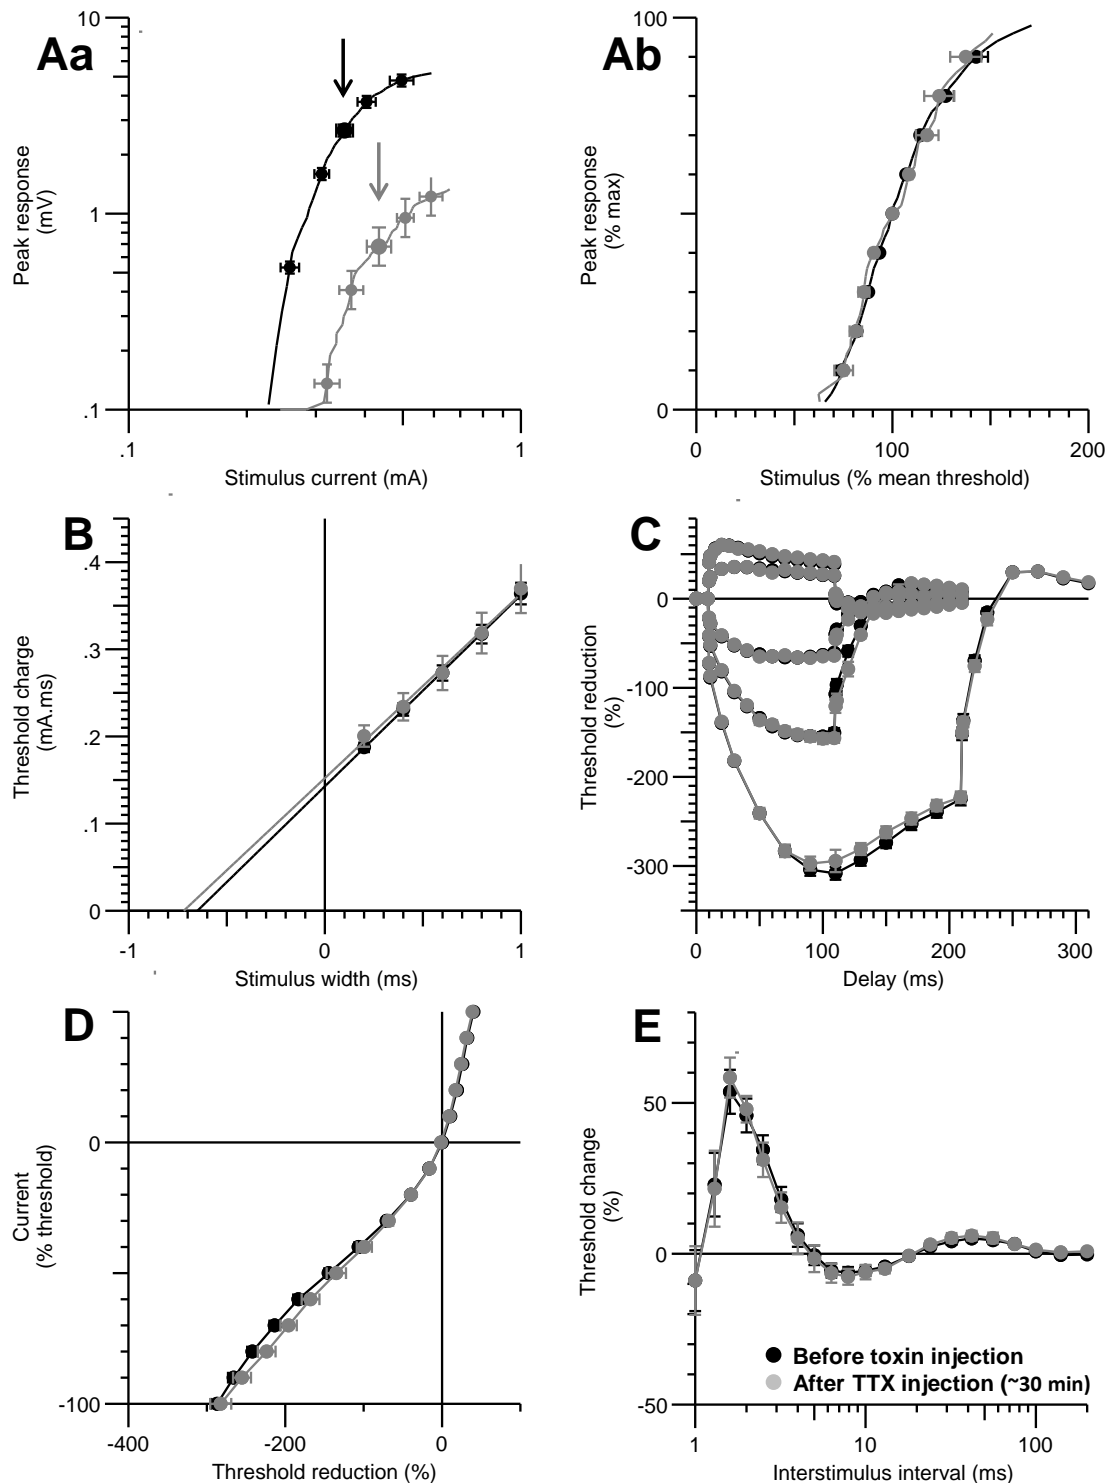 Aa
10
1
.1
Peak response
(mV)
.1
1
Stimulus current (mA)
Ab
100
0
Peak response
(% max)
0
100
200
Stimulus (% mean threshold)
B
.4
.3
.2
.1
0
Threshold charge
(mA.ms)
-1
0
1
Stimulus width (ms)
C
0
-100
-200
-300
Threshold reduction
(%)
0
100
200
300
Delay (ms)
D
0
-100
Current
(% threshold)
-400
-200
0
Threshold reduction (%)
E
50
0
-50
Threshold change
(%)
Before toxin injection
After TTX injection (~30 min)
1
10
100
Interstimulus interval (ms)